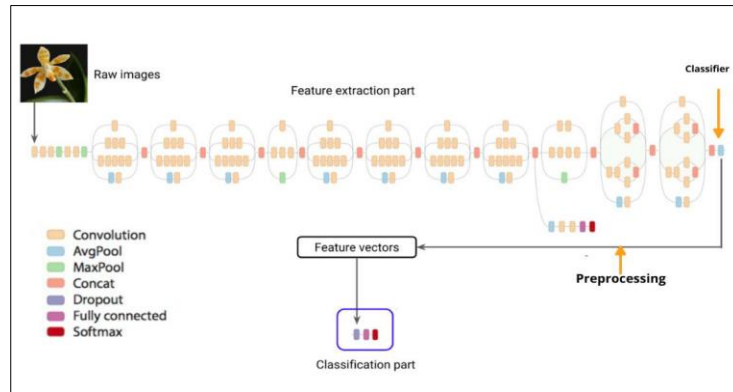 Raw images
Feature extraction part
Classifier
Convolution
AvgPool
MaxPool
Concat
Dropout
Fully connected
Softmax
Feature vectors
Preprocessing
Classification part